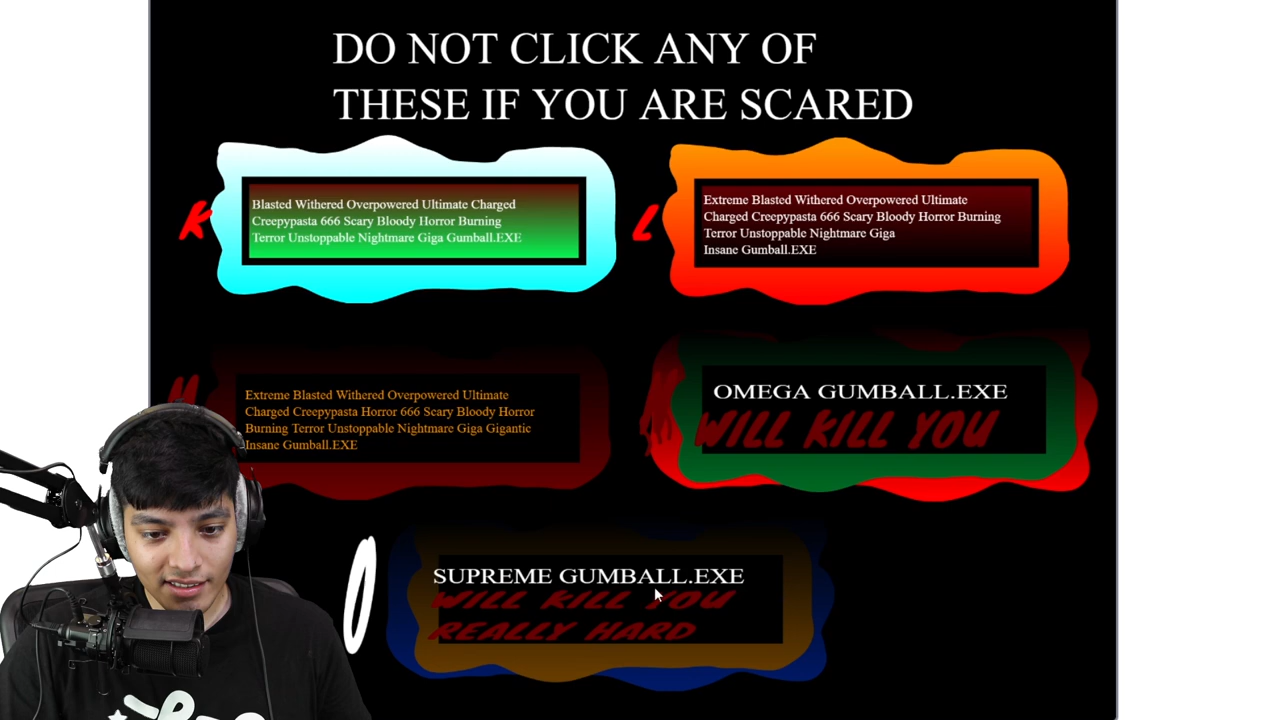 DO NOT CLICK ANY OF
THESE IF YOU ARE SCARED
K
Blasted Withered Overpowered Ultimate Charged
Creepypasta 666 Scary Bloody Horror Burning
Terror Unstoppable Nightmare Giga Gumball.EXE
L
Extreme Blasted Withered Overpowered Ultimate
Charged Creepypasta 666 Scary Bloody Horror Burning
Terror Unstoppable Nightmare Giga
Insane Gumball.EXE
Extreme Blasted Withered Overpowered Ultimate
Charged Creepypasta Horror 666 Scary Bloody Horror
Burning Terror Unstoppable Nightmare Giga Gigantic
Insane Gumball.EXE
OMEGA GUMBALL.EXE
WILL KILL YOU
O
SUPREME GUMBALL.EXE
WILL KILL YOU
REALLY HARD